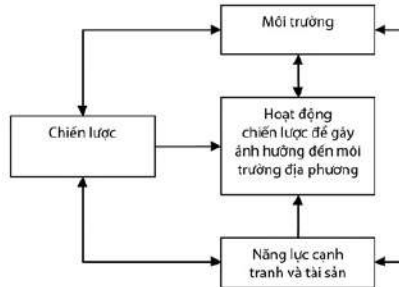 Môi trường
Chiến lược
Hoạt động
chiến lược để gây
ảnh hưởng đến môi
trường địa phương
Năng lực cạnh
tranh và tài sản